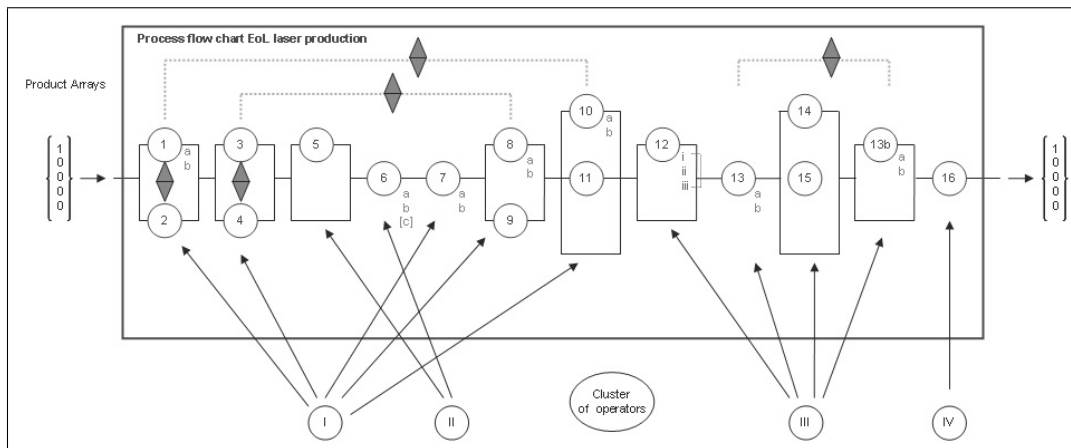 Process flow chart EoL laser production
Product Arrays
1
0
0
0
0
1
a
b
2
3
4
5
6
a
b
[c]
7
a
b
8
a
b
9
10
a
b
11
12
i
ii
iii
13
a
b
14
15
13b
a
b
16
1
0
0
0
0
Cluster
of operators
I
II
III
IV